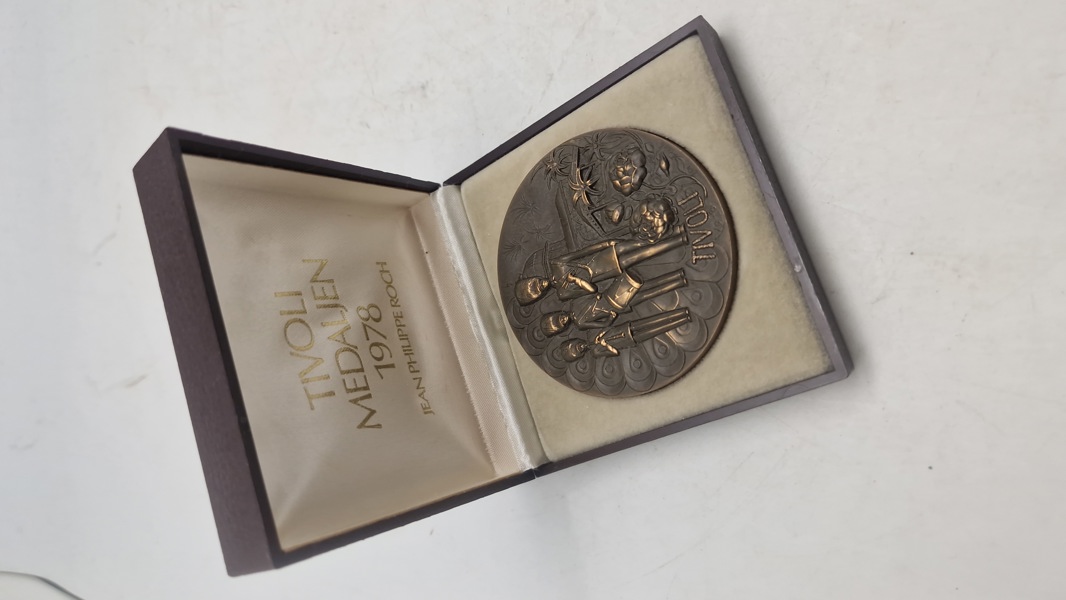 TIVOLI
MEDALJEN
1978
JEAN PHILIPPE ROCH
TIVOLI